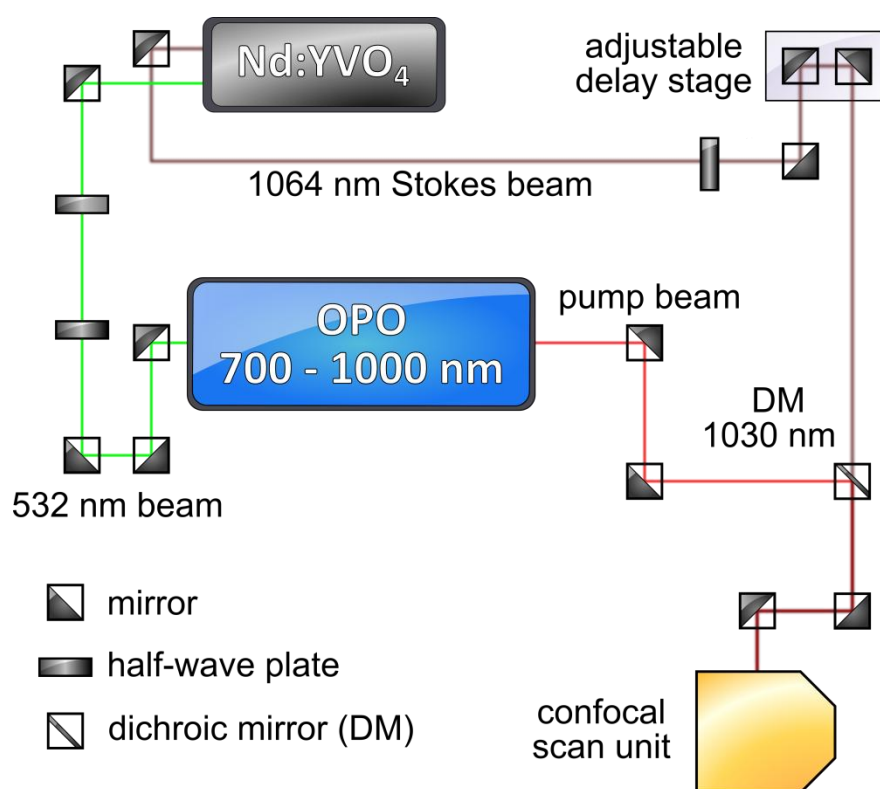 Nd:YVO₄
adjustable
delay stage
1064 nm Stokes beam
OPO
700 - 1000 nm
pump beam
DM
1030 nm
532 nm beam
mirror
half-wave plate
dichroic mirror (DM)
confocal
scan unit